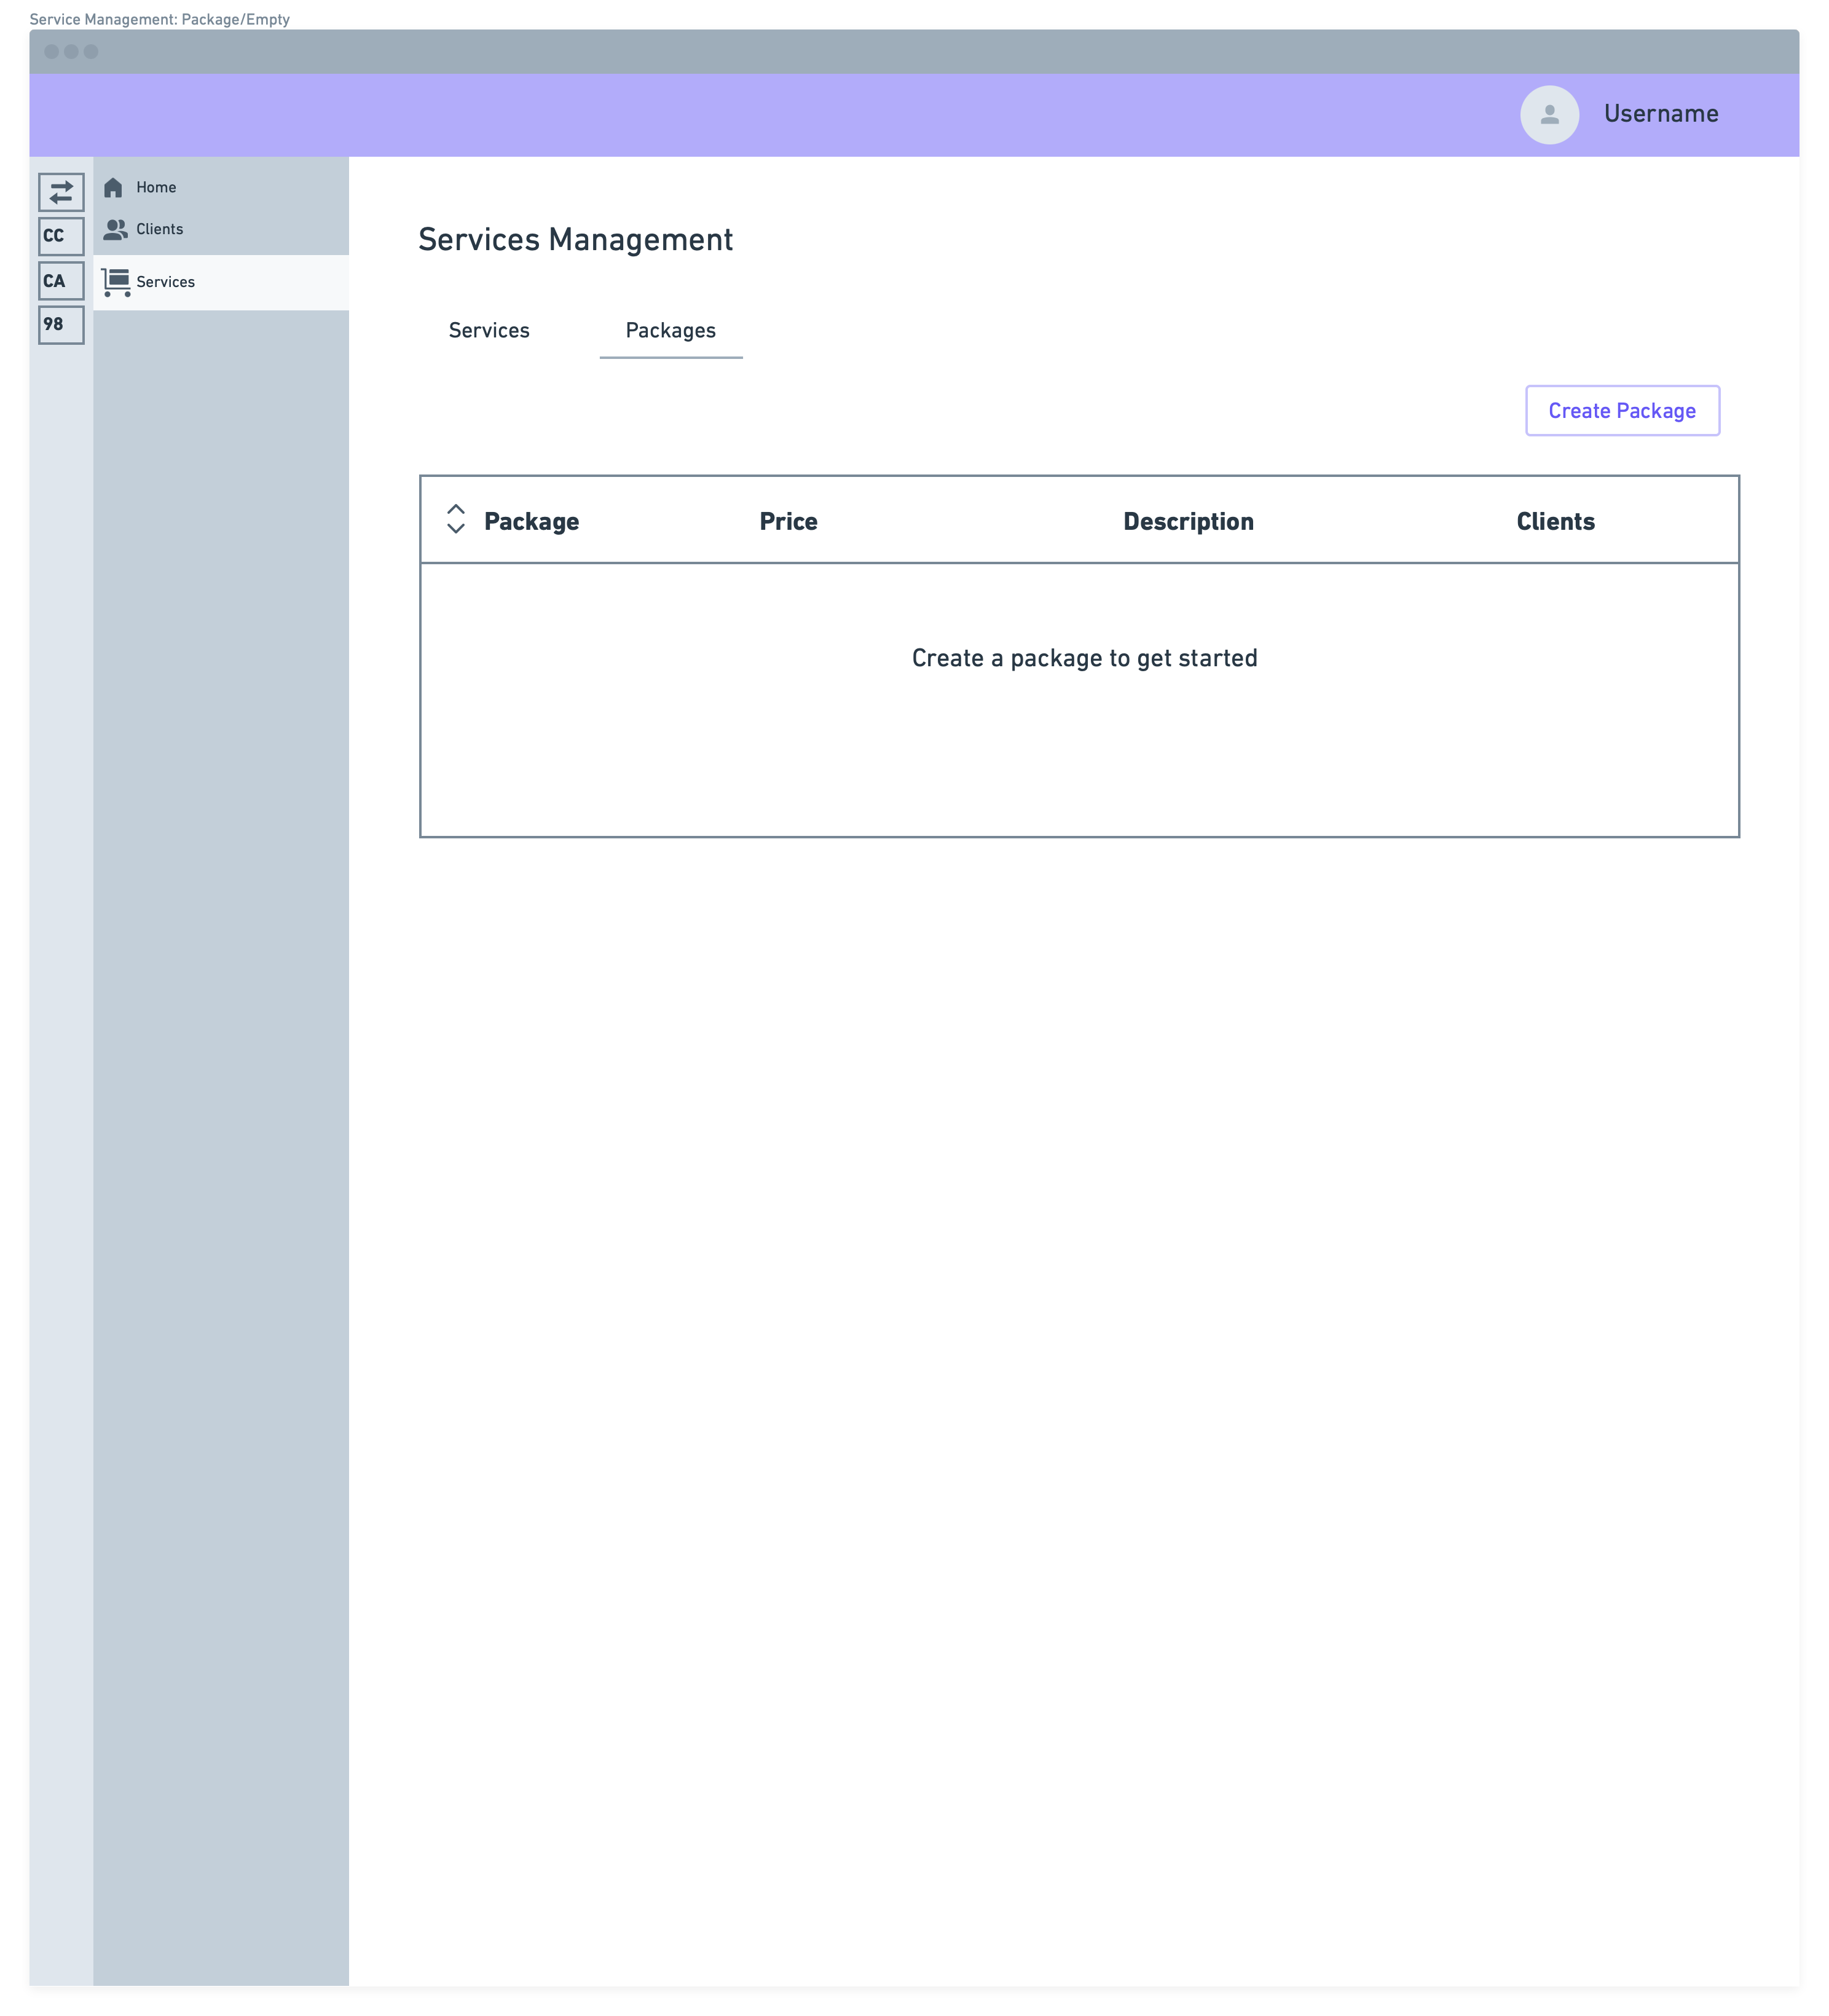 Service Management: Package/Empty
Username
CC
CA
98
Home
Clients
Services
Services Management
Services Packages
Create Package
Package Price Description Clients
Create a package to get started